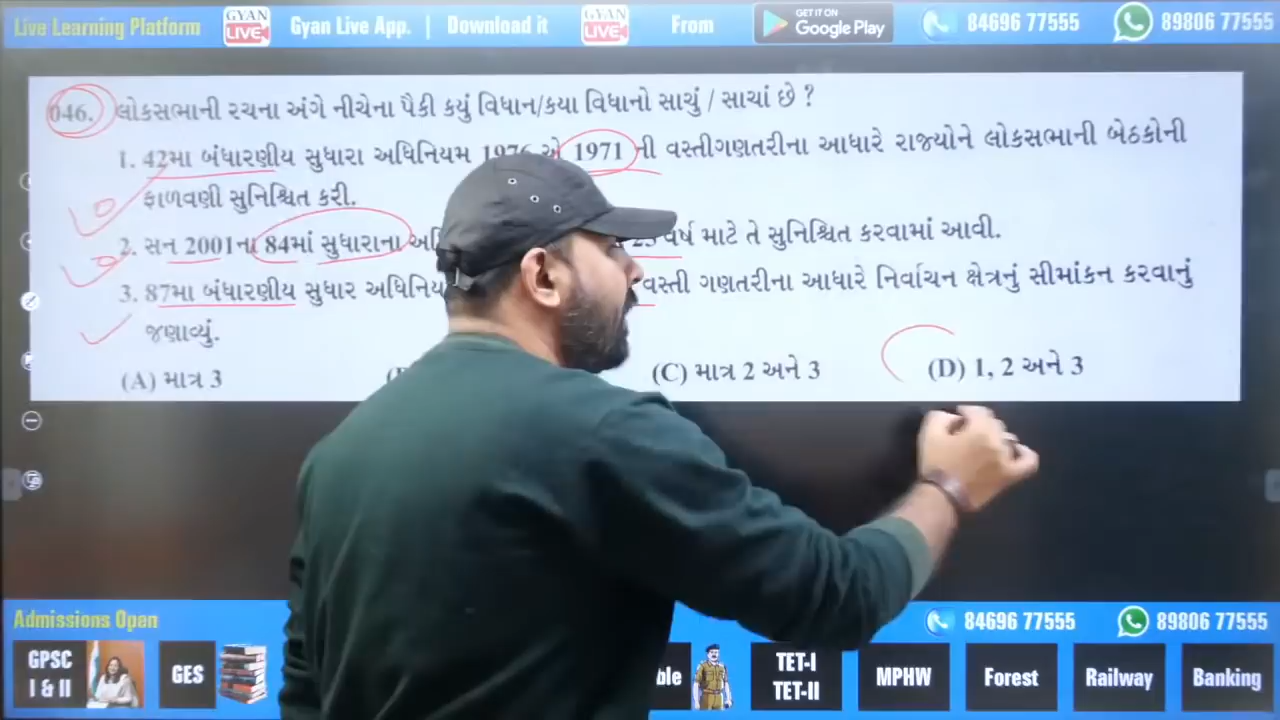 Live Learning Platform
GYAN LIVE
Gyan Live App. | Download it
GYAN LIVE
From
GET IT ON
Google Play
84696 77555
89806 77555
046. લોકસભાની રચના અંગે નીચેના પૈકી કયું વિધાન/કયા વિધાનો સાચું / સાચાં છે ?
1. 42મા બંધારણીય સુધારા અધિનિયમ 1976 એ 1971 ની વસ્તીગણતરીના આધારે રાજ્યોને લોકસભાની બેઠકોની
ફાળવણી સુનિશ્ચિત કરી.
2. સન 2001ના 84માં સુધારાના વર્ષ માટે તે સુનિશ્ચિત કરવામાં આવી.
3. 87મા બંધારણીય સુધાર વસ્તી ગણતરીના આધારે નિર્વાચન ક્ષેત્રનું સીમાંકન કરવાનું
જણાવ્યું.
(A) માત્ર 3
(C) માત્ર 2 અને 3
(D) 1, 2 અને 3
Admissions Open
84696 77555
89806 77555
GPSC
I & II
GES
TET-I
TET-II
MPHW
Forest
Railway
Banking